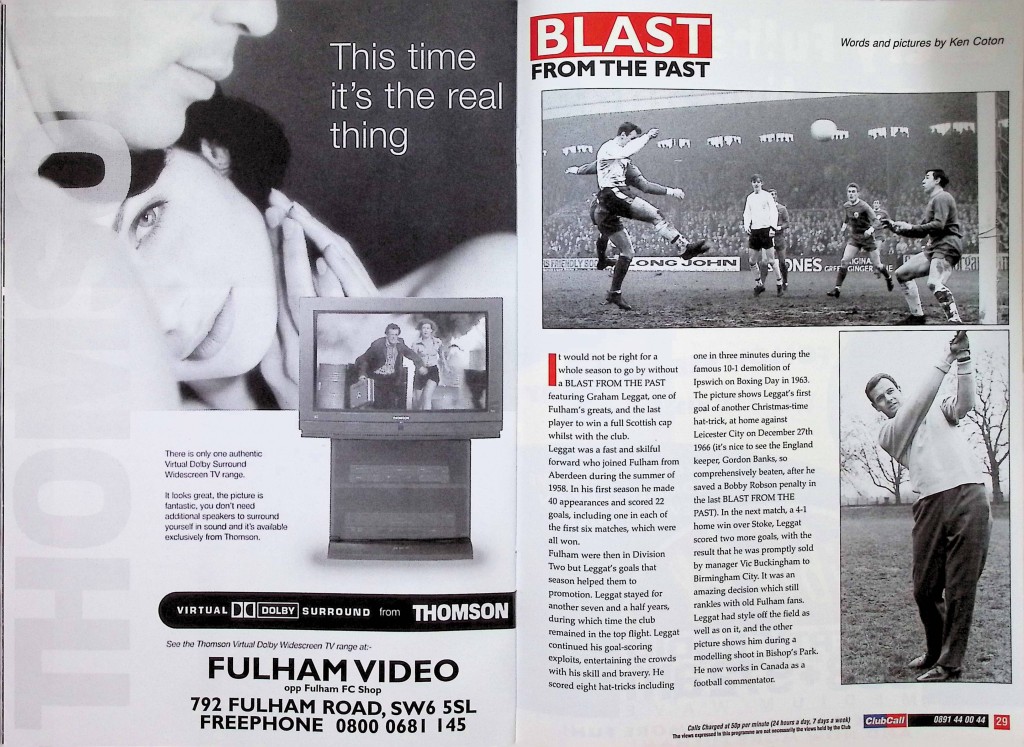 THOMSON
This time
it's the real
thing
There is only one authentic
Virtual Dolby Surround
Widescreen TV range.
It looks great, the picture is
fantastic, you don't need
additional speakers to surround
yourself in sound and it's available
exclusively from Thomson.
VIRTUAL DOLBY SURROUND from THOMSON
See the Thomson Virtual Dolby Widescreen TV range at:-
FULHAM VIDEO
opp Fulham FC Shop
792 FULHAM ROAD, SW6 5SL
FREEPHONE 0800 0681 145
BLAST
FROM THE PAST
Words and pictures by Ken Coton
LONG JOHN
It would not be right for a
whole season to go by without
a BLAST FROM THE PAST
featuring Graham Leggat, one of
Fulham's greats, and the last
player to win a full Scottish cap
whilst with the club.
Leggat was a fast and skilful
forward who joined Fulham from
Aberdeen during the summer of
1958. In his first season he made
40 appearances and scored 22
goals, including one in each of
the first six matches, which were
all won.
Fulham were then in Division
Two but Leggat's goals that
season helped them to
promotion. Leggat stayed for
another seven and a half years,
during which time the club
remained in the top flight. Leggat
continued his goal-scoring
exploits, entertaining the crowds
with his skill and bravery. He
scored eight hat-tricks including
one in three minutes during the
famous 10-1 demolition of
Ipswich on Boxing Day in 1963.
The picture shows Leggat's first
goal of another Christmas-time
hat-trick, at home against
Leicester City on December 27th
1966 (it's nice to see the England
keeper, Gordon Banks, so
comprehensively beaten, after he
saved a Bobby Robson penalty in
the last BLAST FROM THE
PAST). In the next match, a 4-1
home win over Stoke, Leggat
scored two more goals, with the
result that he was promptly sold
by manager Vic Buckingham to
Birmingham City. It was an
amazing decision which still
rankles with old Fulham fans.
Leggat had style off the field as
well as on it, and the other
picture shows him during a
modelling shoot in Bishop's Park.
He now works in Canada as a
football commentator.
Calls Charged at 50p per minute (24 hours a day, 7 days a week)
The views expressed in this programme are not necessarily the views held by the Club
ClubCall 0891 44 00 44 29